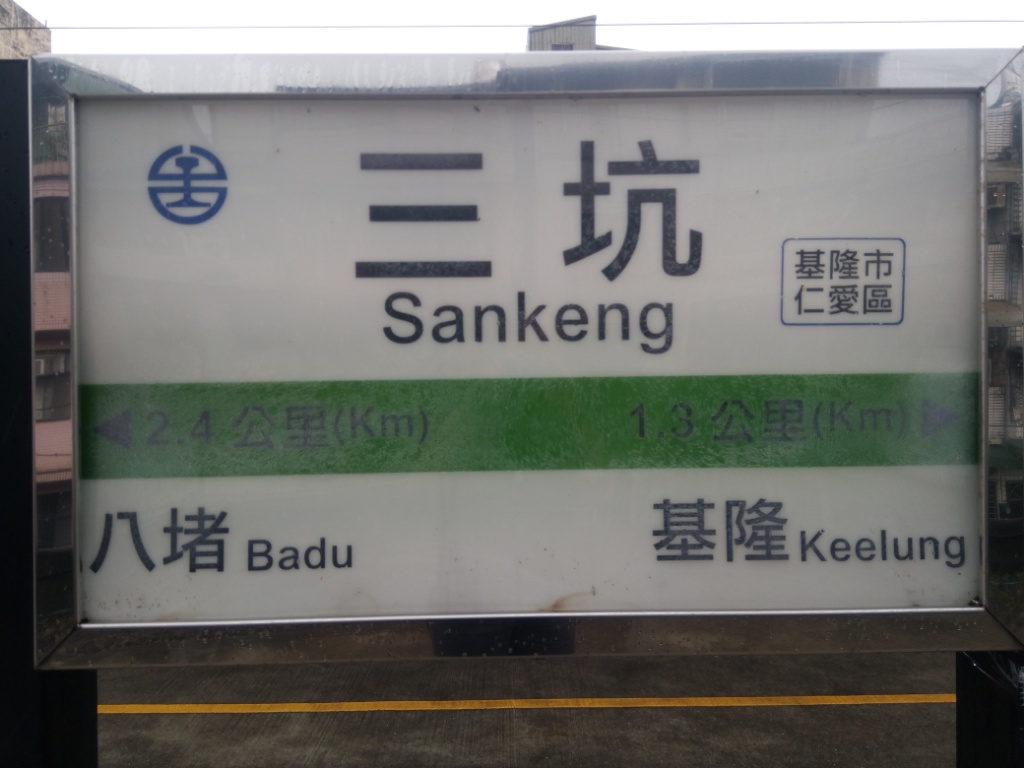 三坑
Sankeng
基隆市
仁愛區
2.4 公里(Km)
1.3 公里(Km)
八堵 Badu
基隆 Keelung